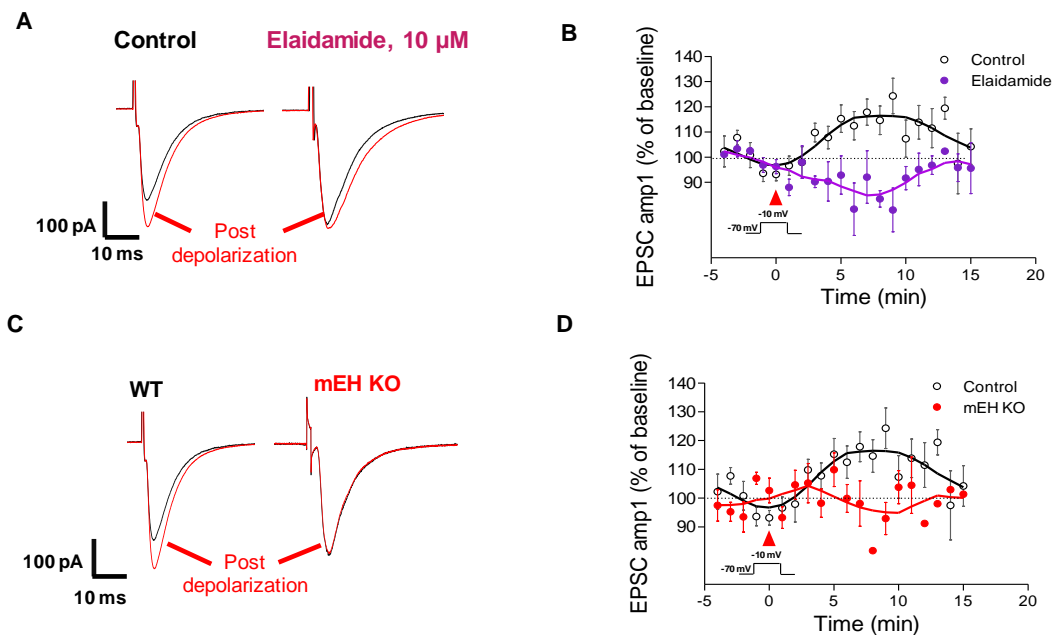 A
Control
Elaidamide, 10 µM
100 pA
10 ms
Post
depolarization
B
EPSC amp1 (% of baseline)
140
130
120
110
100
90
Control
Elaidamide
-10 mV
-70 mV
-5
0
5
10
15
20
Time (min)
C
WT
mEH KO
100 pA
10 ms
Post
depolarization
D
EPSC amp1 (% of baseline)
140
130
120
110
100
90
Control
mEH KO
-10 mV
-70 mV
-5
0
5
10
15
20
Time (min)